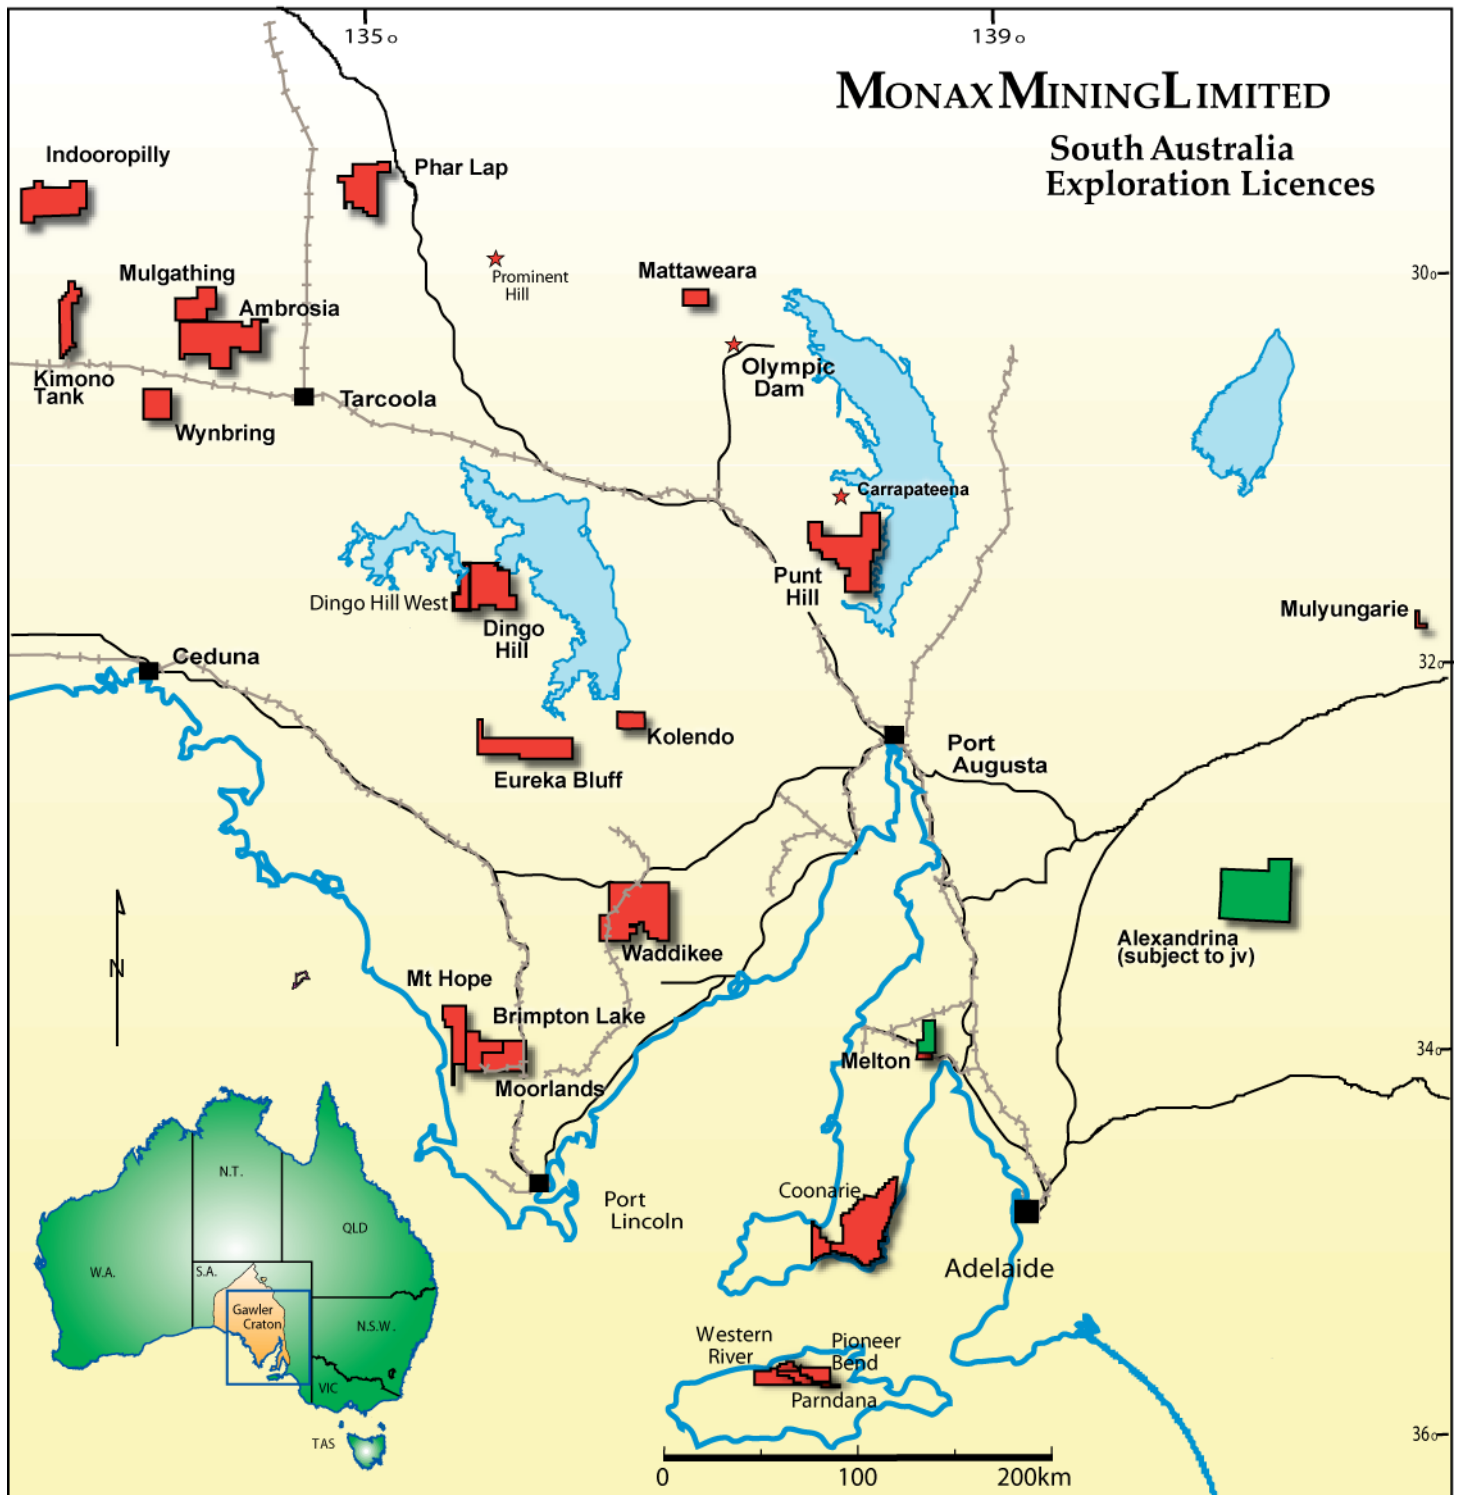 135o
139o
MONAX MINING LIMITED
South Australia
Exploration Licences
Indooropilly
Phar Lap
Mulgathing
Ambrosia
Prominent
Hill
Mattaweara
30o
Kimono
Tank
Tarcoola
Wynbring
Olympic
Dam
Carrapateena
Punt
Hill
Dingo Hill West
Dingo
Hill
Mulyungarie
32o
Ceduna
Kolendo
Eureka Bluff
Port
Augusta
Waddikee
Alexandrina
(subject to jv)
N
Mt Hope
Brimpton Lake
Moorlands
Melton
34o
Port
Lincoln
Coonarie
Adelaide
N.T.
QLD
W.A.
S.A.
Gawler
Craton
N.S.W.
VIC
TAS
Western
River
Pioneer
Bend
Parndana
36o
0
100
200km